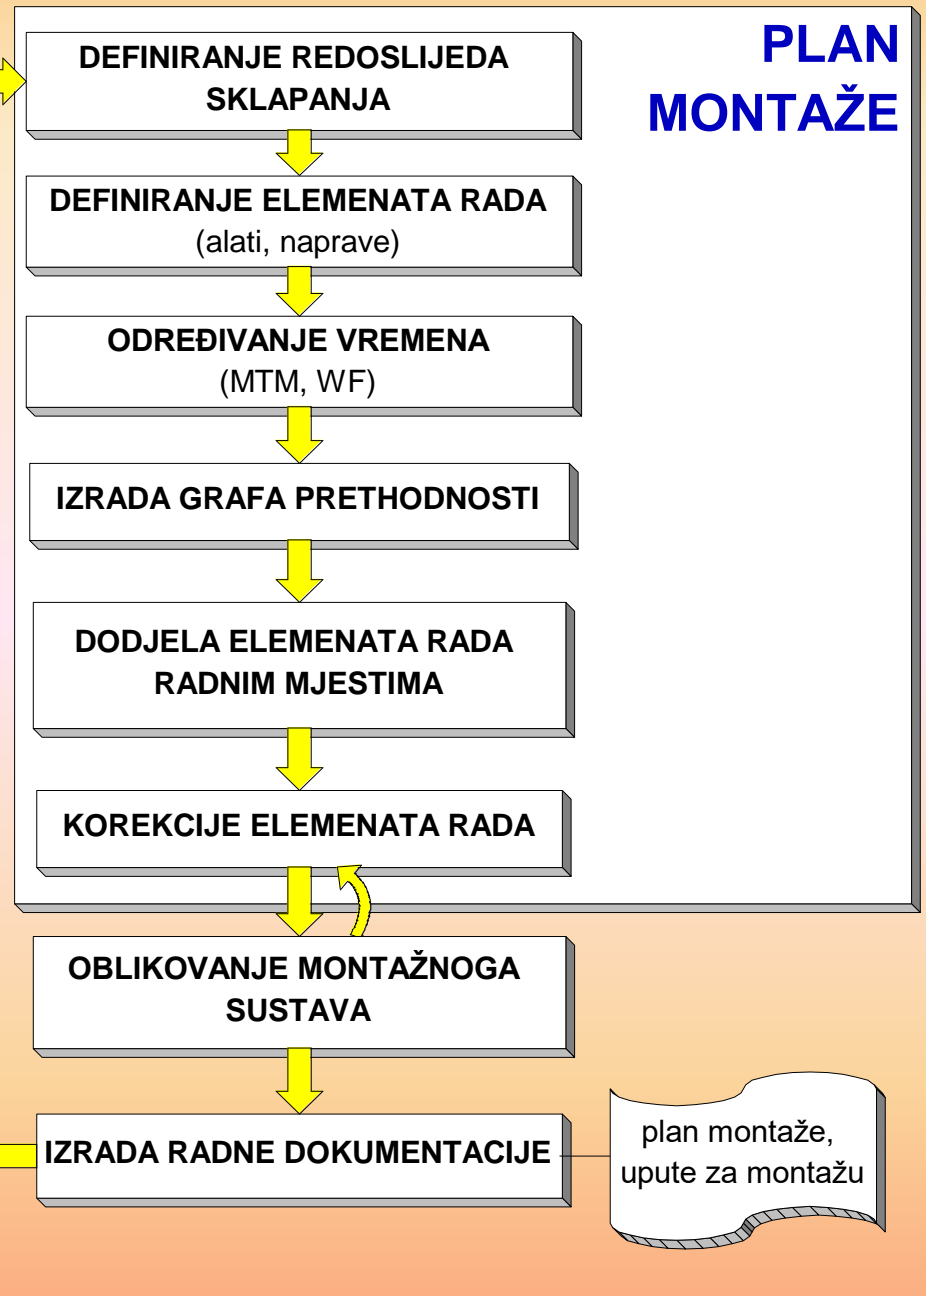 PLAN
MONTAŽE
DEFINIRANJE REDOSLIJEDA
SKLAPANJA
DEFINIRANJE ELEMENATA RADA
(alati, naprave)
ODREĐIVANJE VREMENA
(MTM, WF)
IZRADA GRAFA PRETHODNOSTI
DODJELA ELEMENATA RADA
RADNIM MJESTIMA
KOREKCIJE ELEMENATA RADA
OBLIKOVANJE MONTAŽNOGA
SUSTAVA
IZRADA RADNE DOKUMENTACIJE
plan montaže,
upute za montažu